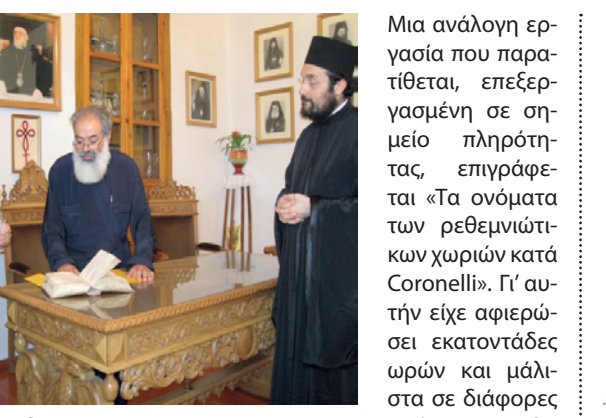 Μια ανάλογη ερ-
γασία που παρα-
τίθεται, επεξερ-
γασμένη σε ση-
μείο πληρότη-
τας, επιγράφε-
ται «Τα ονόματα
των ρεθεμνιώτι-
κων χωριών κατά
Coronelli». Γι’ αυ-
τήν είχε αφιερώ-
σει εκατοντάδες
ωρών και μάλι-
στα σε διάφορες